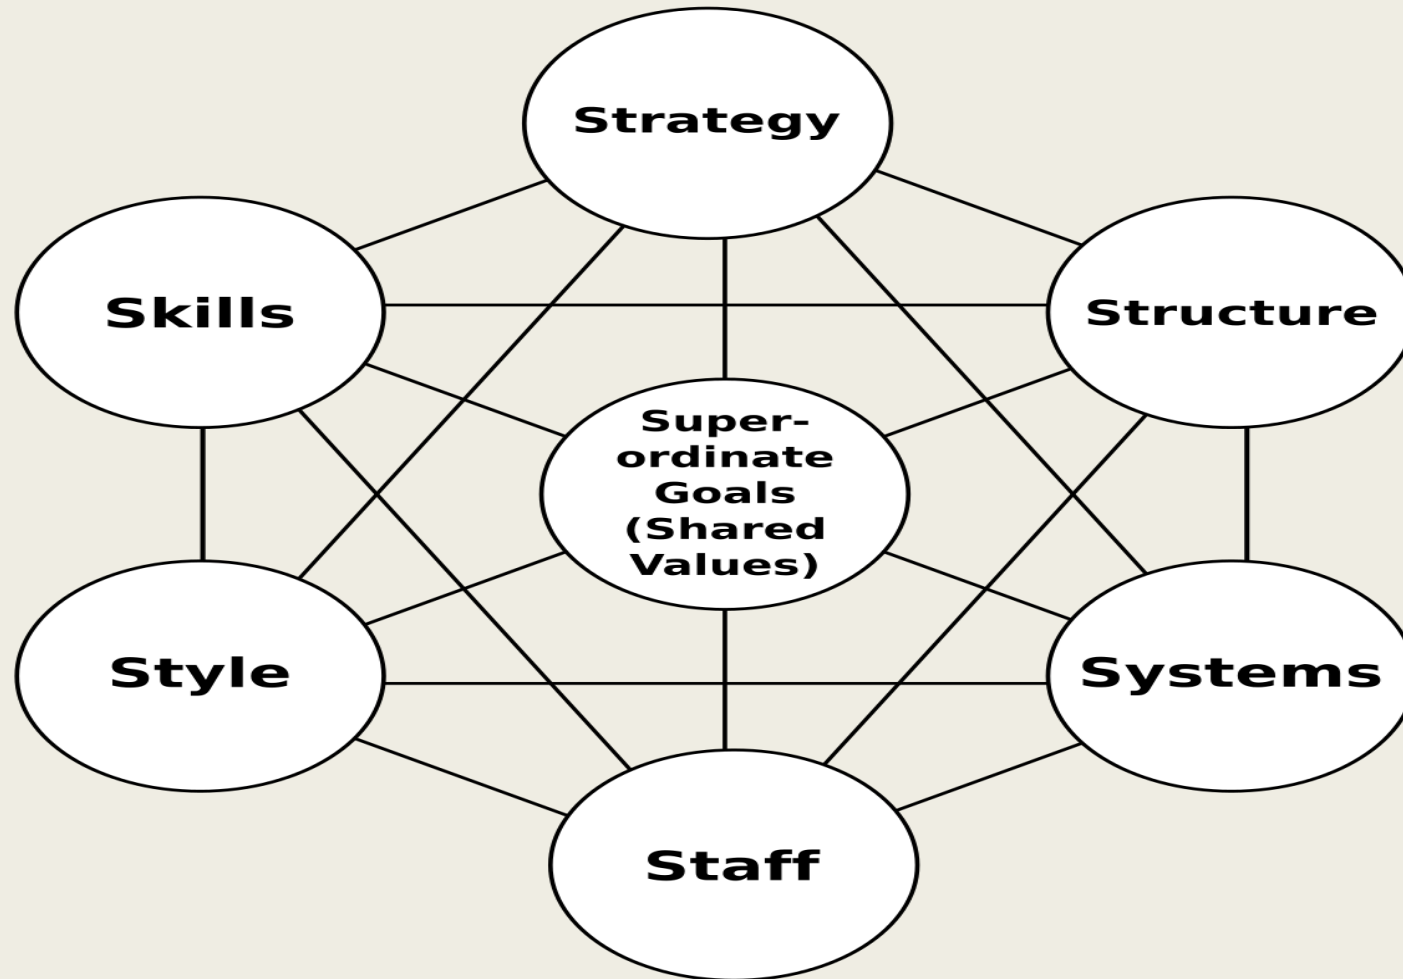 Strategy
Skills
Structure
Super-
ordinate
Goals
(Shared
Values)
Style
Systems
Staff